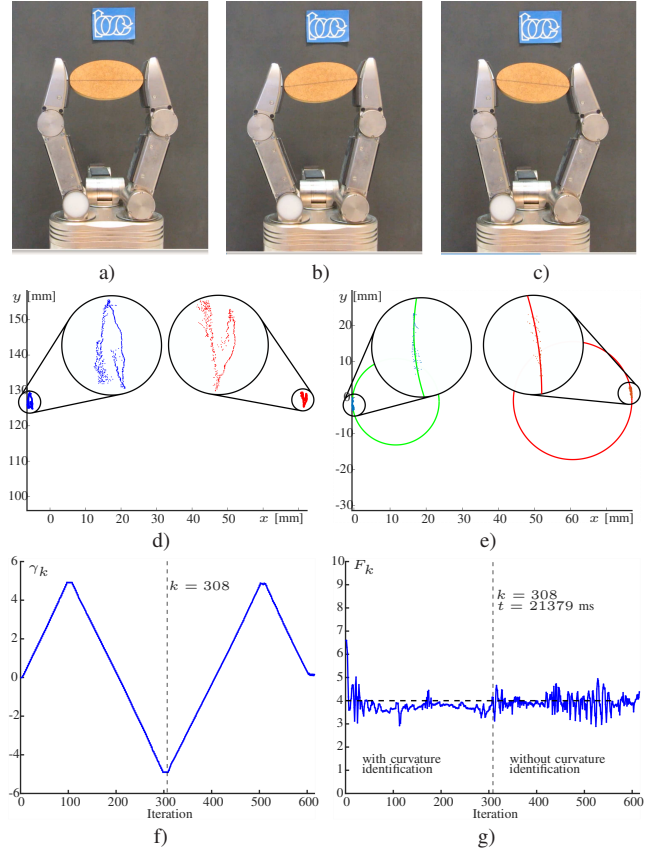 a)
b)
c)
y [mm]
150
140
130
120
110
100
0
10
20
30
40
50
x [mm]
d)
y [mm]
20
10
0
-10
-20
-30
0
10
20
30
40
50
60
x [mm]
e)
γk
k = 308
6
4
2
0
-2
-4
-6
0
100
200
300
400
500
600
Iteration
f)
Fk
k = 308
t = 21379 ms
10
9
8
7
6
5
4
3
2
1
with curvature
identification
without curvature
identification
0
100
200
300
400
500
600
Iteration
g)